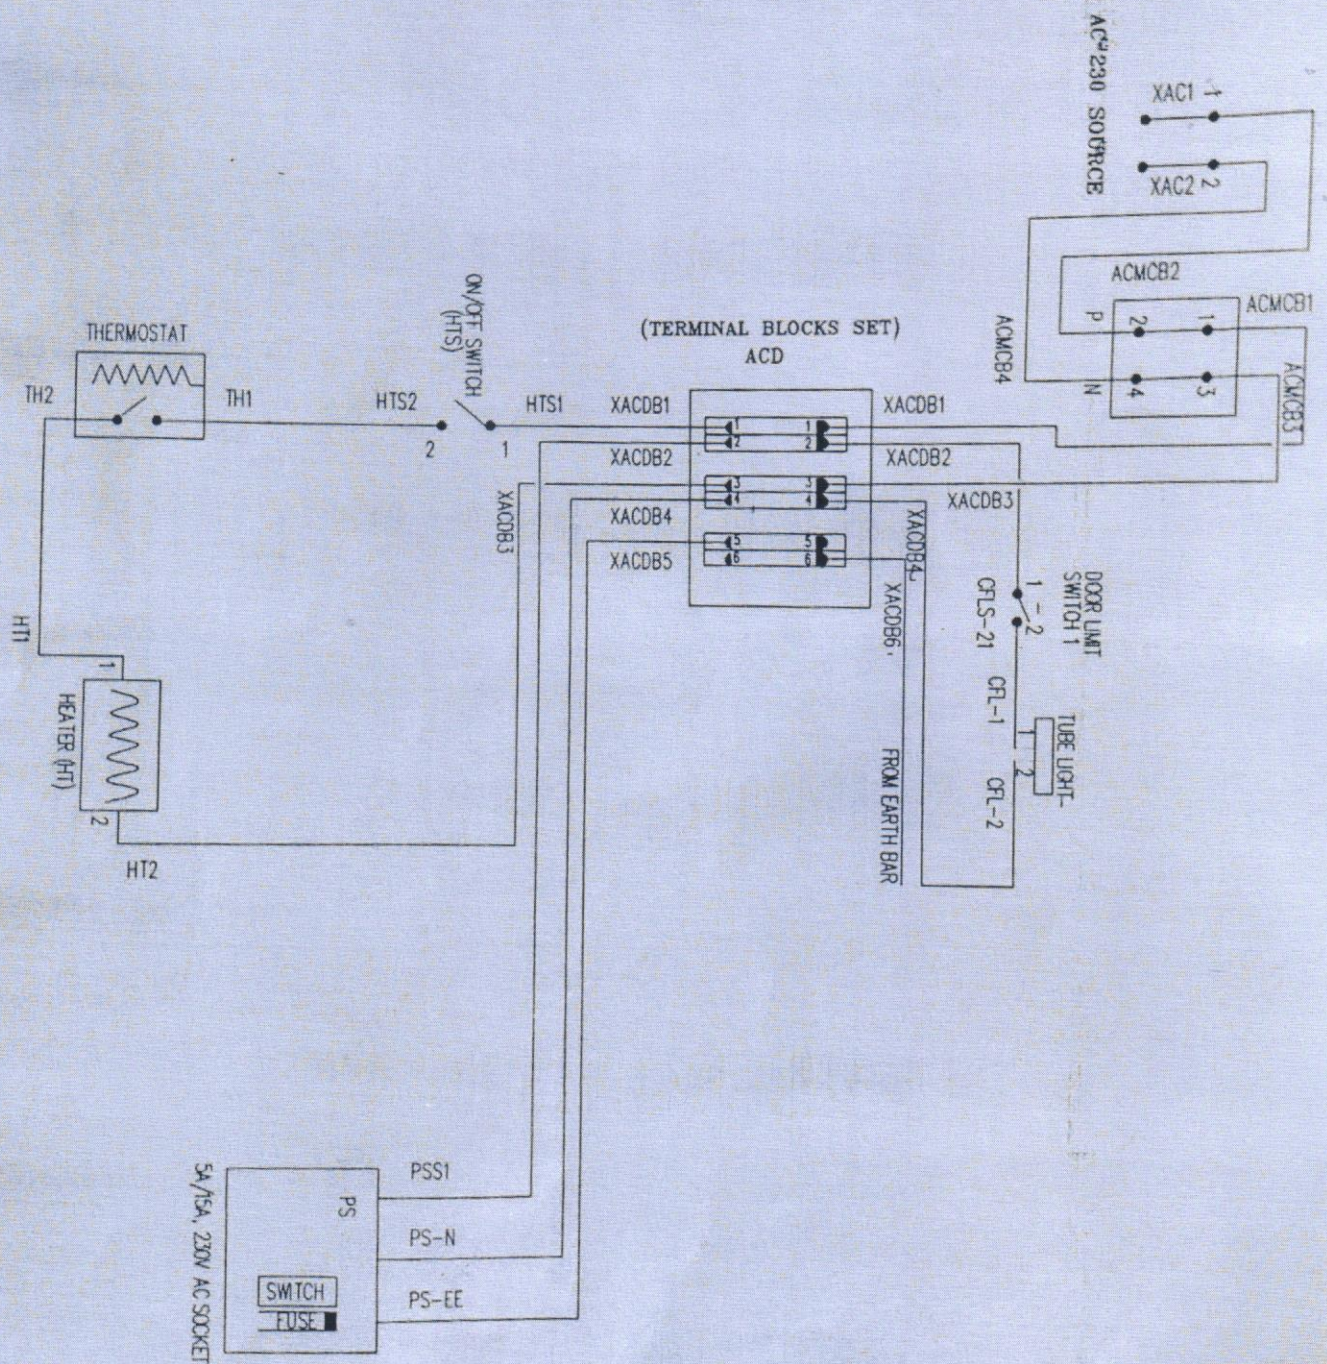 AC 230 SOURCE
XAC1 1
XAC2 2
ACMCB2
ACMCB1
P 2 1
N 4 3
ACMCB4
ACMCB3
(TERMINAL BLOCKS SET)
ACD
THERMOSTAT
TH2
TH1
ON/OFF SWITCH
(HTS)
HTS2
2
HTS1
1
XACDB1
XACDB1
1 1
2 2
XACDB2
XACDB2
XACDB3
3 3
4 4
XACDB3
XACDB4
XACDB4
5 5
6 6
XACDB5
XACDB6
FROM EARTH BAR
DOOR LIMIT
SWITCH 1
1 - 2
CFLS-21
CFL-1
TUBE LIGHT-
1 2
CFL-2
HT1
1
HEATER (HT)
2
HT2
PSS1
PS
PS-N
PS-EE
SWITCH
FUSE
5A/15A, 230V AC SOCKET